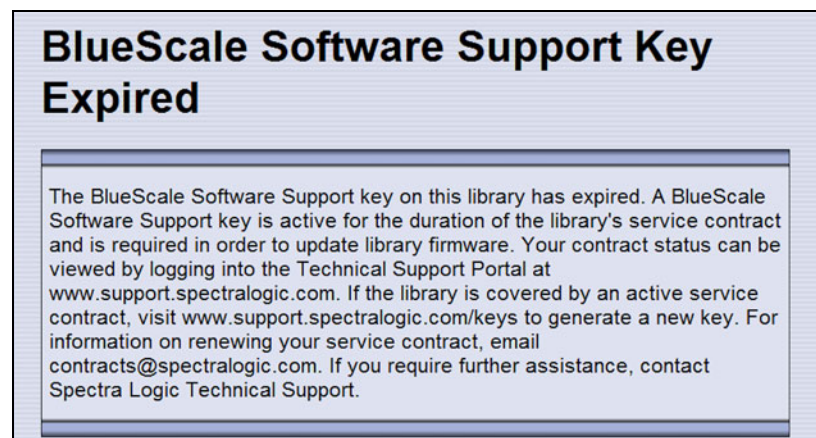 BlueScale Software Support Key
Expired
The BlueScale Software Support key on this library has expired. A BlueScale
Software Support key is active for the duration of the library's service contract
and is required in order to update library firmware. Your contract status can be
viewed by logging into the Technical Support Portal at
www.support.spectralogic.com. If the library is covered by an active service
contract, visit www.support.spectralogic.com/keys to generate a new key. For
information on renewing your service contract, email
contracts@spectralogic.com. If you require further assistance, contact
Spectra Logic Technical Support.